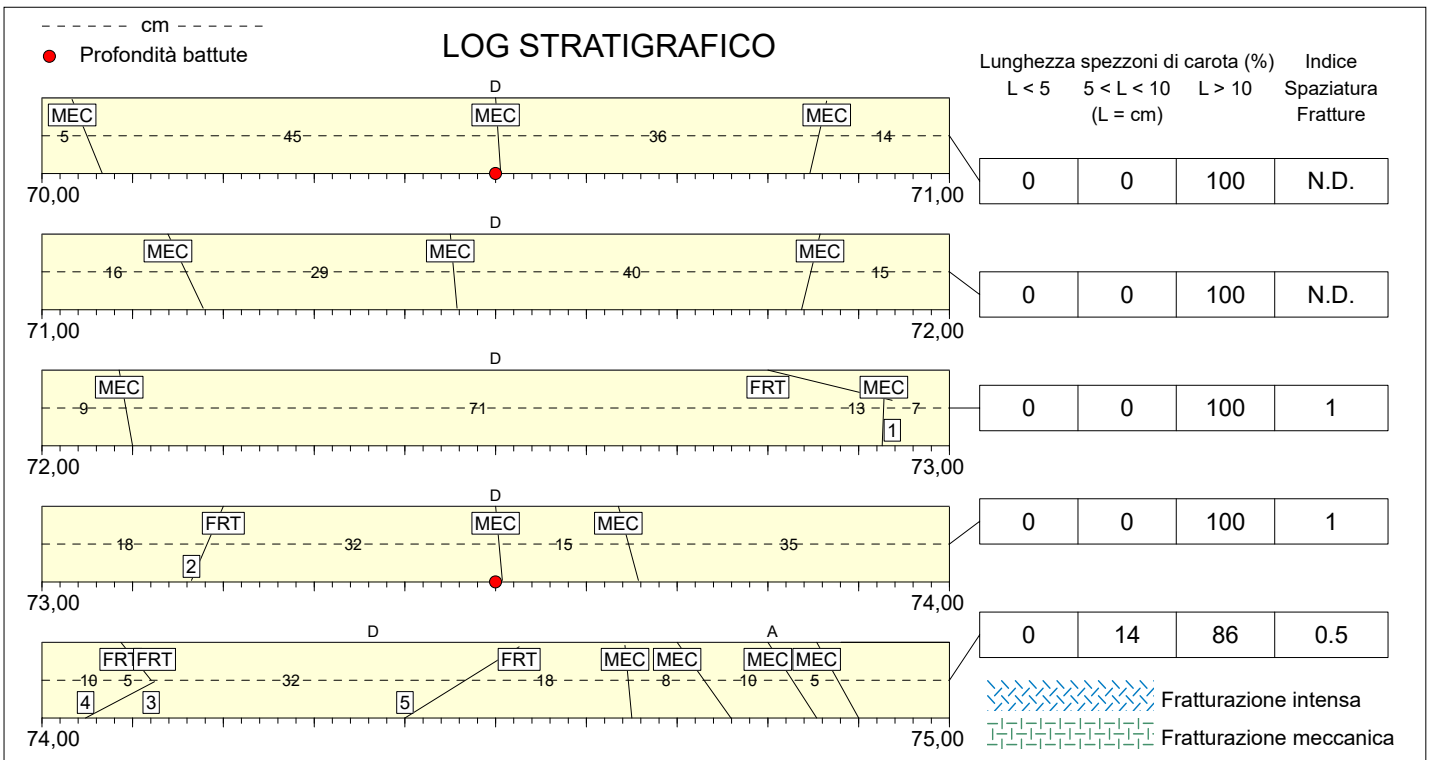 cm
Profondità battute
LOG STRATIGRAFICO
Lunghezza spezzoni di carota (%) Indice
L < 5 5 < L < 10 L > 10 Spaziatura
(L = cm) Fratture
D
MEC MEC MEC
5 45 36 14
70,00 71,00
0 0 100 N.D.
D
MEC MEC MEC
16 29 40 15
71,00 72,00
0 0 100 N.D.
D
MEC FRT MEC
9 71 13 7
1
72,00 73,00
0 0 100 1
D
FRT MEC MEC
18 32 15 35
2
73,00 74,00
0 0 100 1
D A
FRT FRT FRT MEC MEC MEC MEC
10 5 32 18 8 10 5
4 3 5
74,00 75,00
0 14 86 0.5
Fratturazione intensa
Fratturazione meccanica